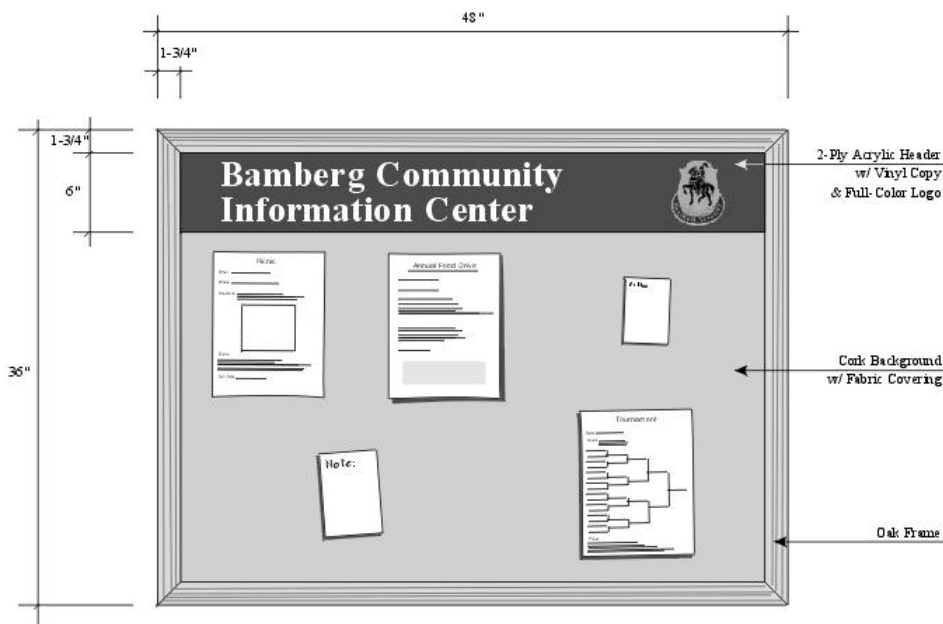 48"
1-3/4"
1-3/4"
6"
36"
Bamberg Community
Information Center
2-Ply Acrylic Header
w/ Vinyl Copy
& Full-Color Logo
Picnic
Annual Food Drive
Cork Background
w/ Fabric Covering
Note:
Tournament
Oak Frame